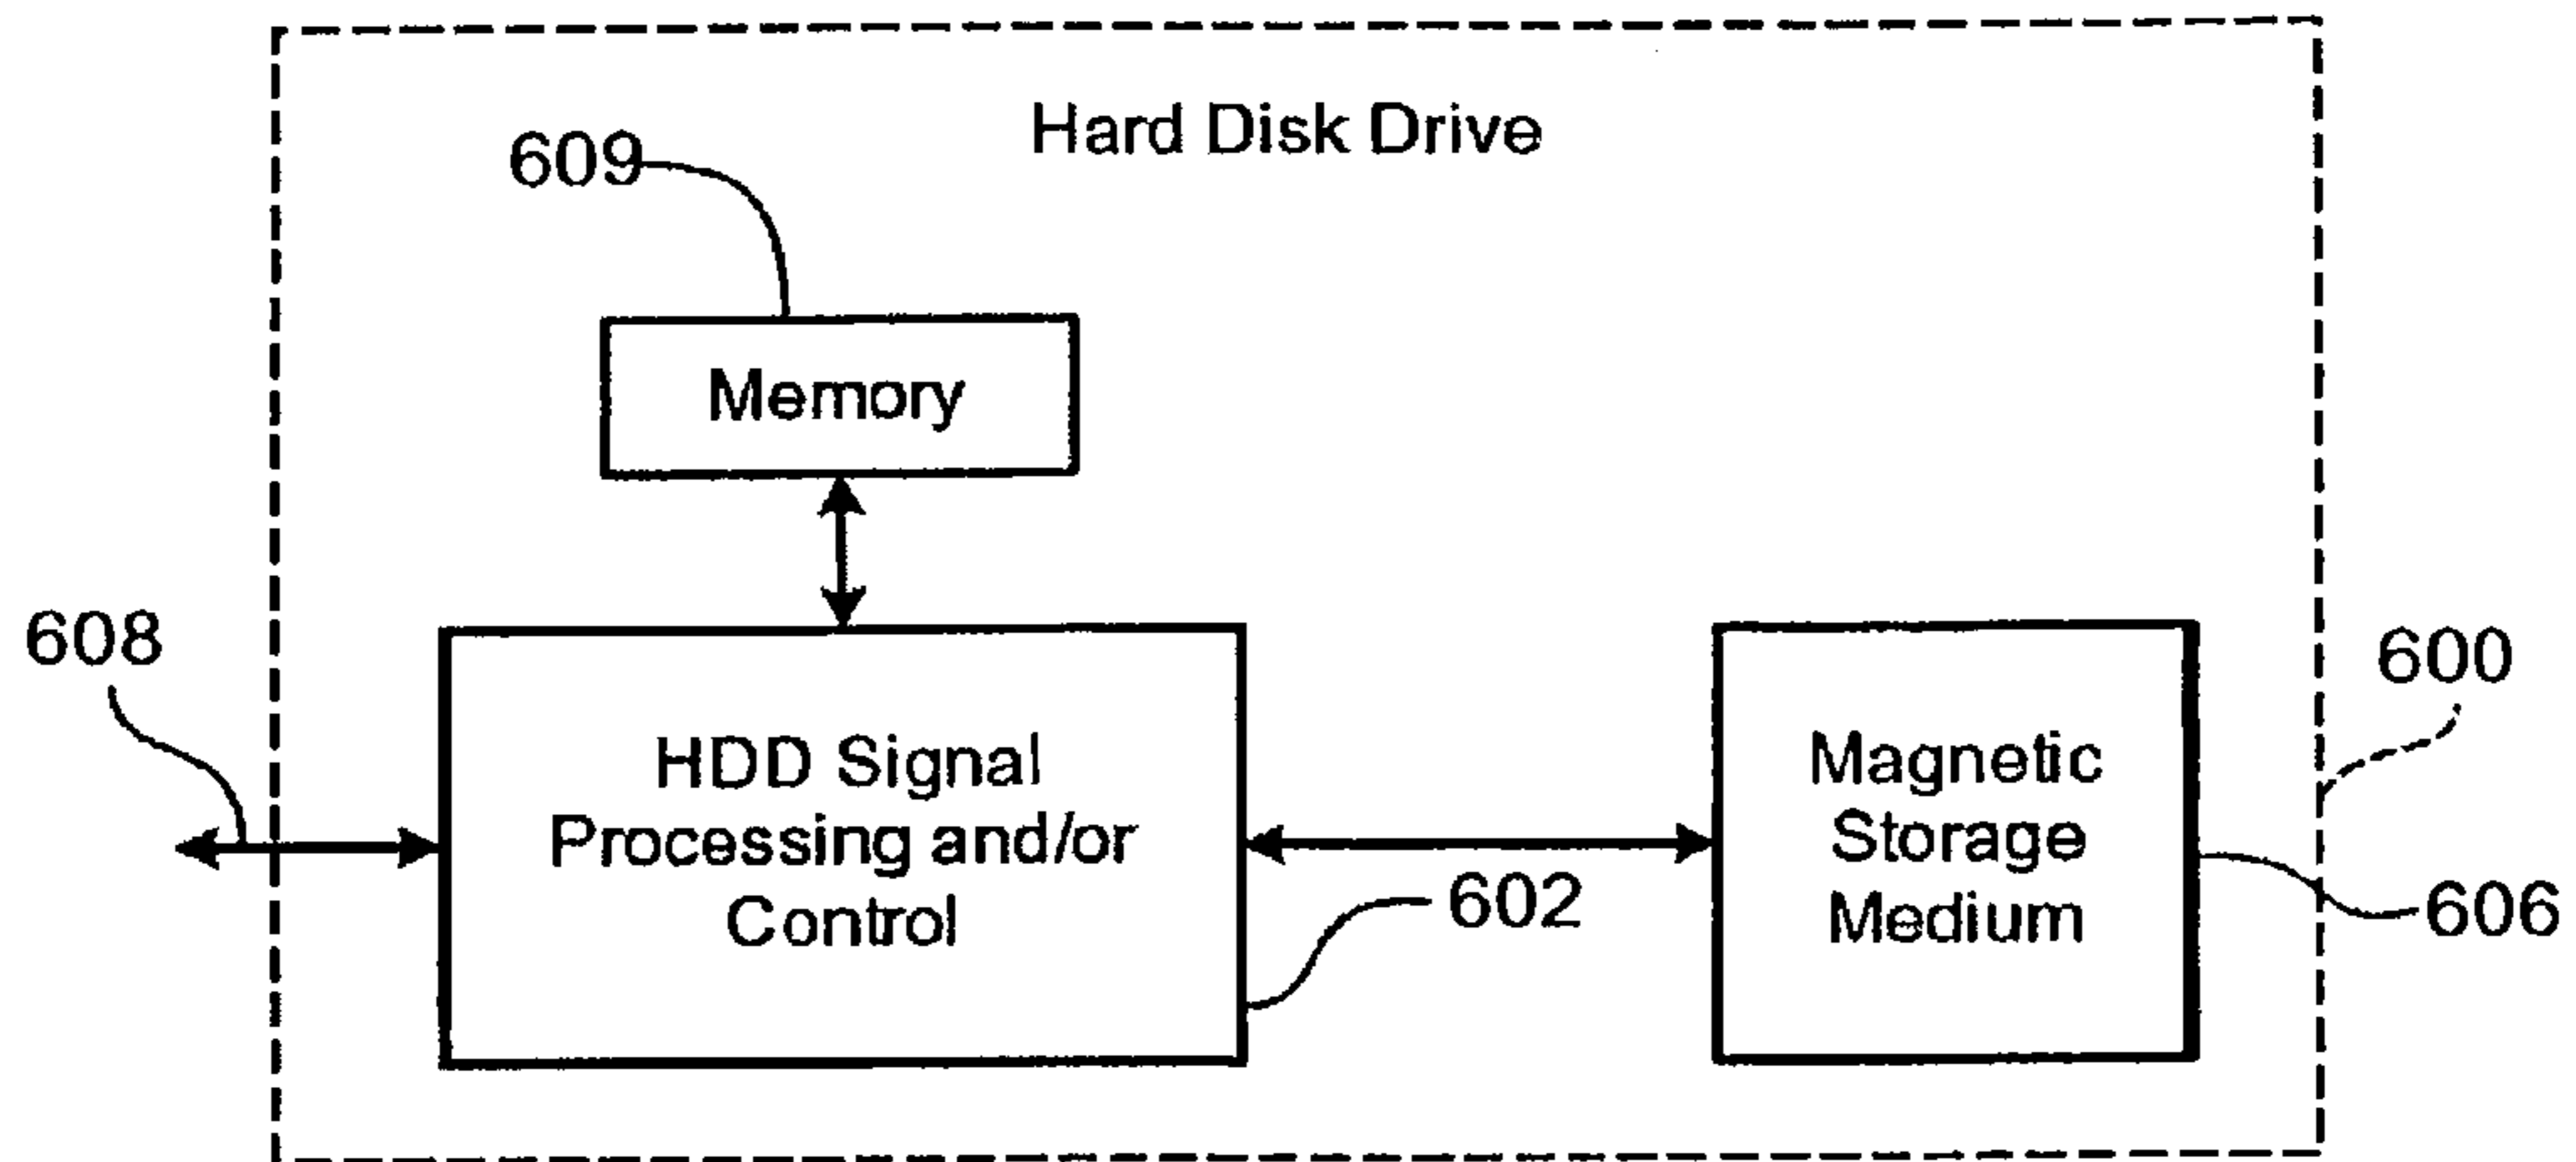 Hard Disk Drive
609
Memory
608
HDD Signal
Processing and/or
Control
602
Magnetic
Storage
Medium
600
606